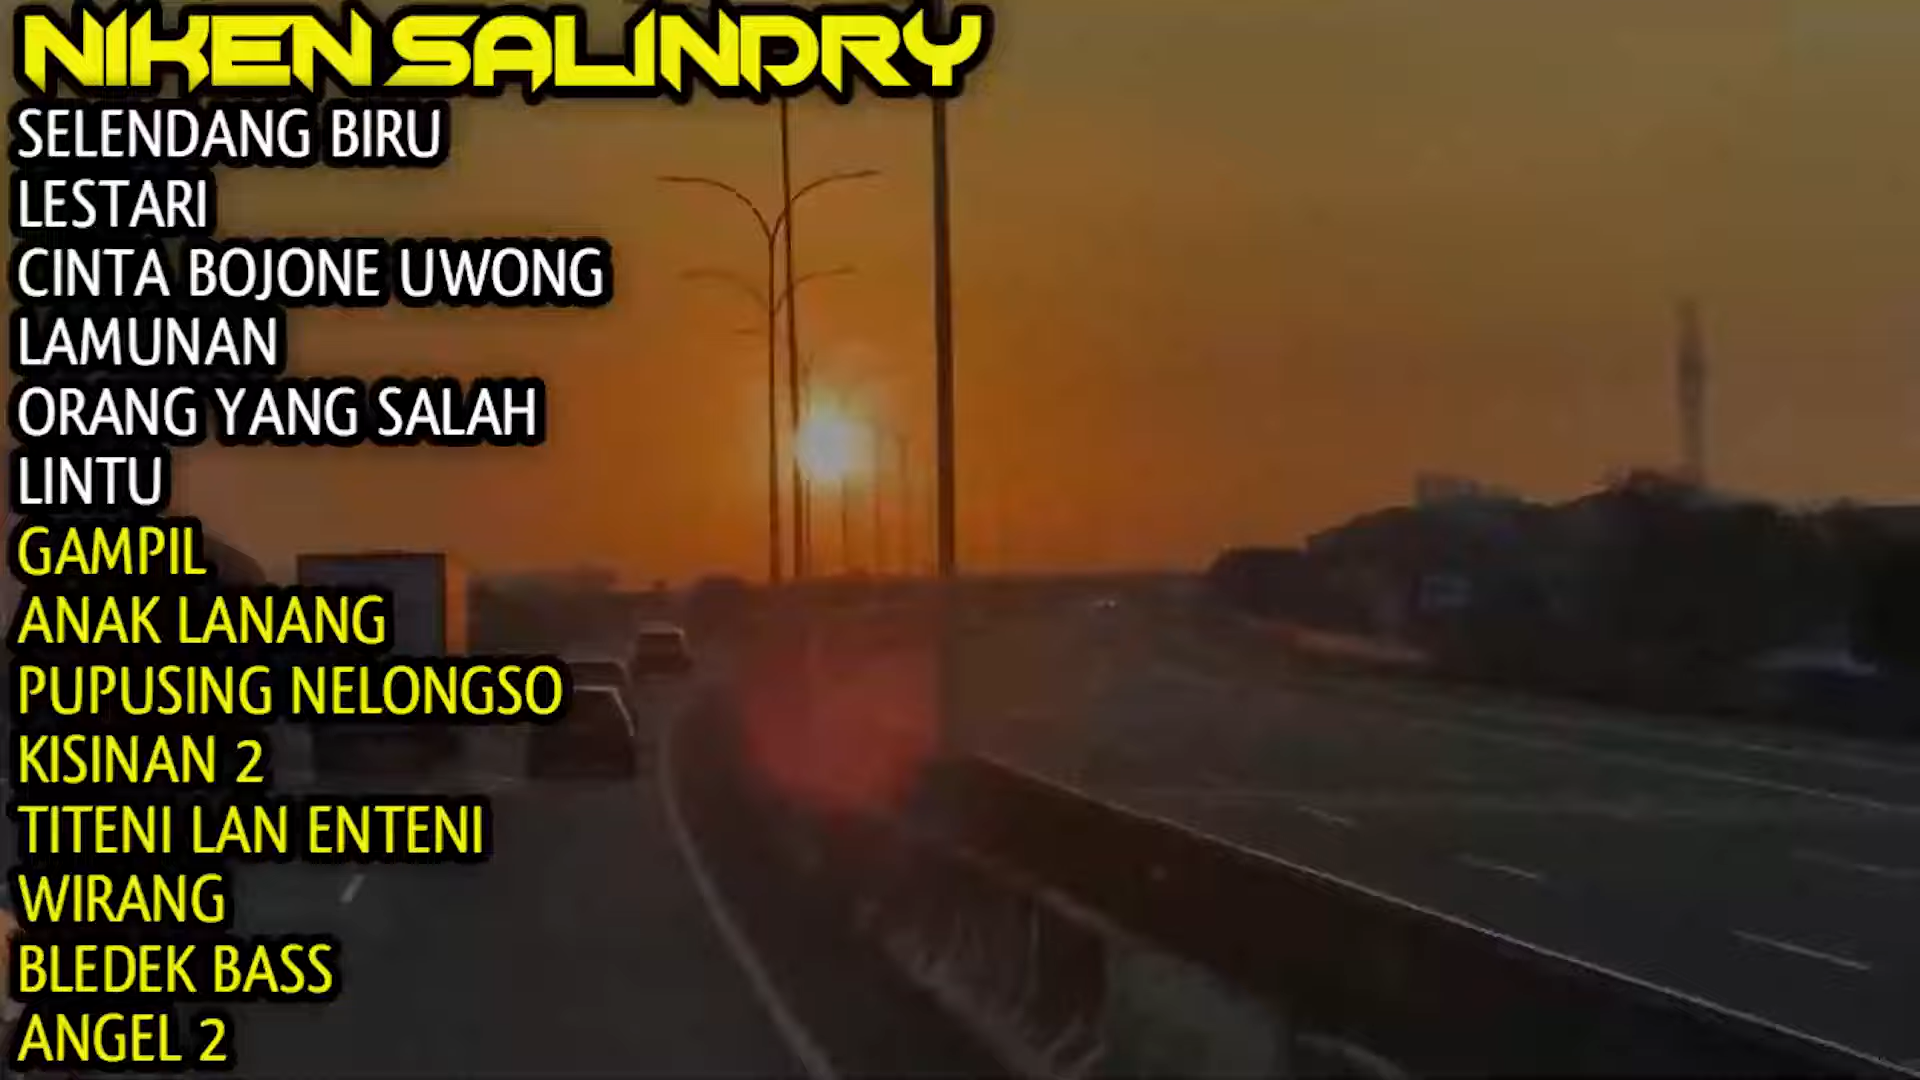 NIKEN SALINDRY
SELENDANG BIRU
LESTARI
CINTA BOJONE UWONG
LAMUNAN
ORANG YANG SALAH
LINTU
GAMPIL
ANAK LANANG
PUPUSING NELONGSO
KISINAN 2
TITENI LAN ENTENI
WIRANG
BLEDEK BASS
ANGEL 2